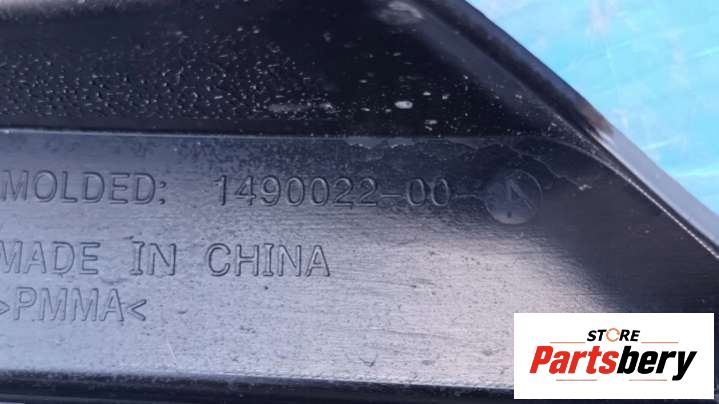 MOLDED: 1490022-00-A
MADE IN CHINA
>PMMA<
STORE
Partsbery